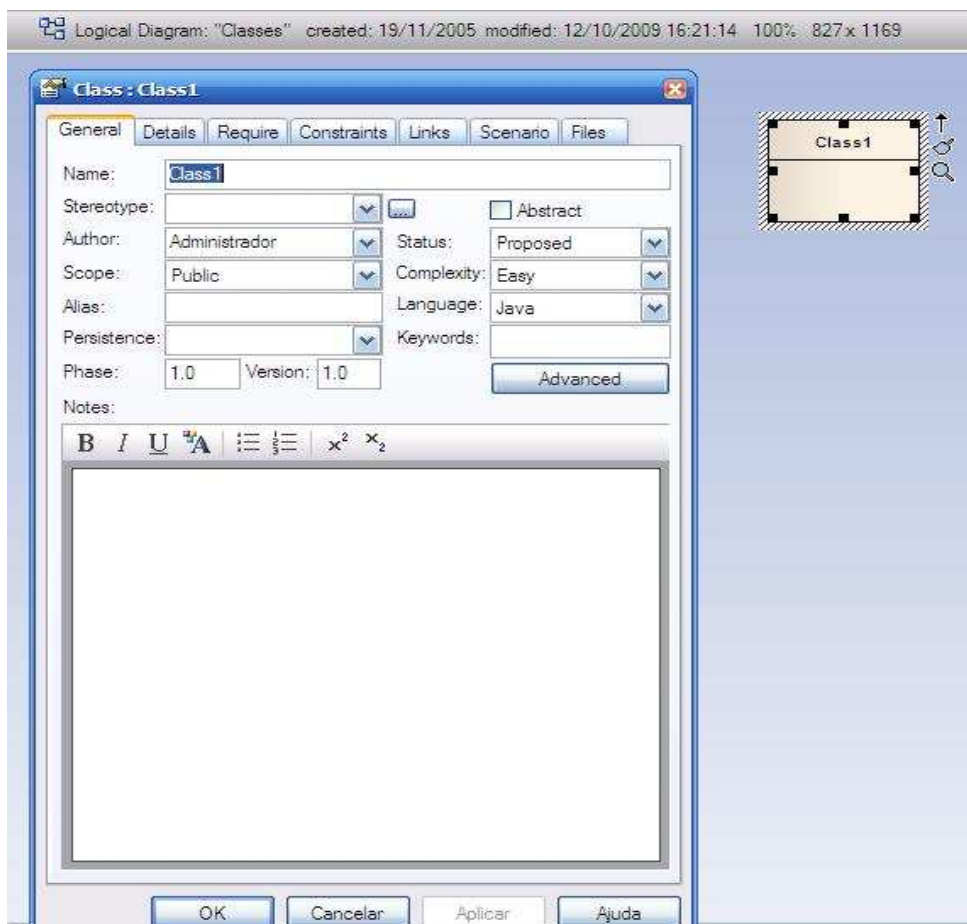 Logical Diagram: "Classes" created: 19/11/2005 modified: 12/10/2009 16:21:14 100% 827 x 1169
Class : Class1
General Details Require Constraints Links Scenario Files
Name: Class1
Stereotype: ... Abstract
Author: Administrador Status: Proposed
Scope: Public Complexity: Easy
Alias: Language: Java
Persistence: Keywords:
Phase: 1.0 Version: 1.0 Advanced
Notes:
B I U A x² x₂
OK Cancelar Aplicar Ajuda
Class1